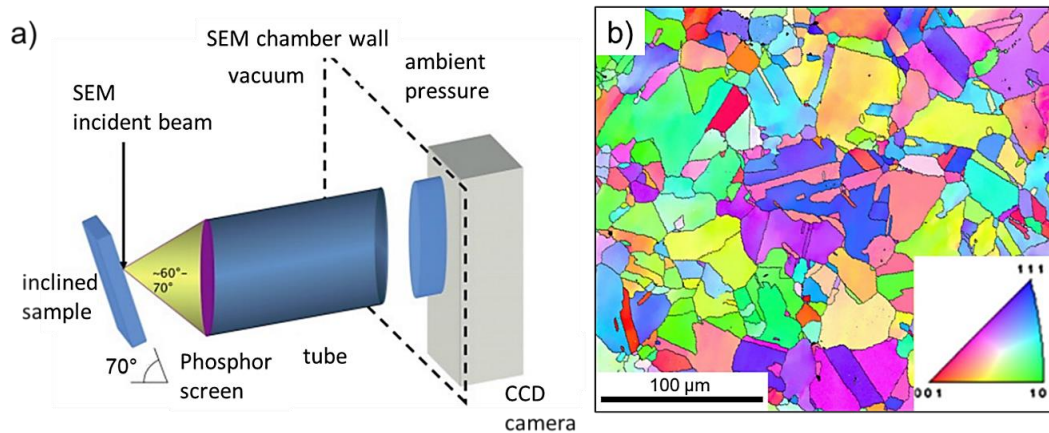 a)
SEM chamber wall
vacuum
ambient
pressure
SEM
incident beam
~60°–
70°
inclined
sample
70°
Phosphor
screen
tube
CCD
camera
b)
111
001
10
100 µm